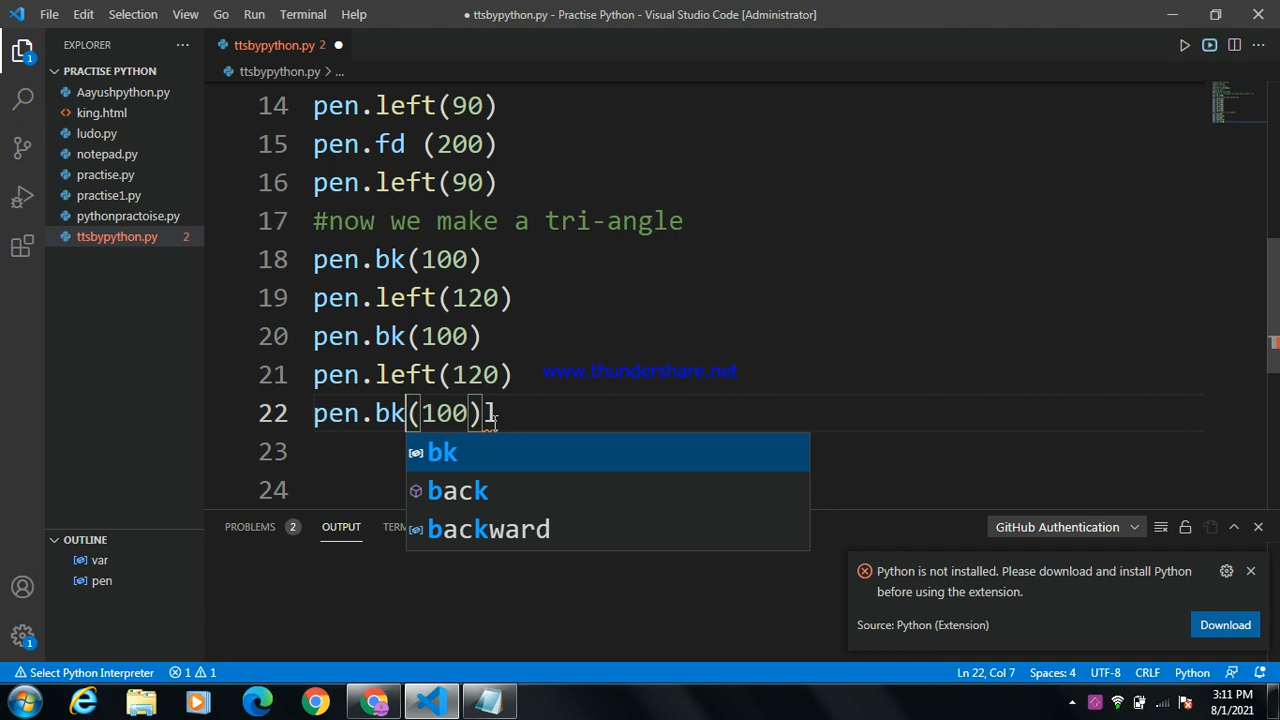 File Edit Selection View Go Run Terminal Help
● ttsbypython.py - Practise Python - Visual Studio Code [Administrator]
EXPLORER
ttsbypython.py 2
PRACTISE PYTHON
ttsbypython.py > ...
Aayushpython.py
king.html
ludo.py
notepad.py
practise.py
practise1.py
pythonpractoise.py
ttsbypython.py 2
14 pen.left(90)
15 pen.fd (200)
16 pen.left(90)
17 #now we make a tri-angle
18 pen.bk(100)
19 pen.left(120)
20 pen.bk(100)
21 pen.left(120)
www.thundershare.net
22 pen.bk(100)l
23
24
bk
back
backward
OUTLINE
var
pen
PROBLEMS 2 OUTPUT TERM
GitHub Authentication
Python is not installed. Please download and install Python
before using the extension.
Source: Python (Extension)
Download
1
1
Select Python Interpreter 1 1
Ln 22, Col 7 Spaces: 4 UTF-8 CRLF Python
3:11 PM
8/1/2021